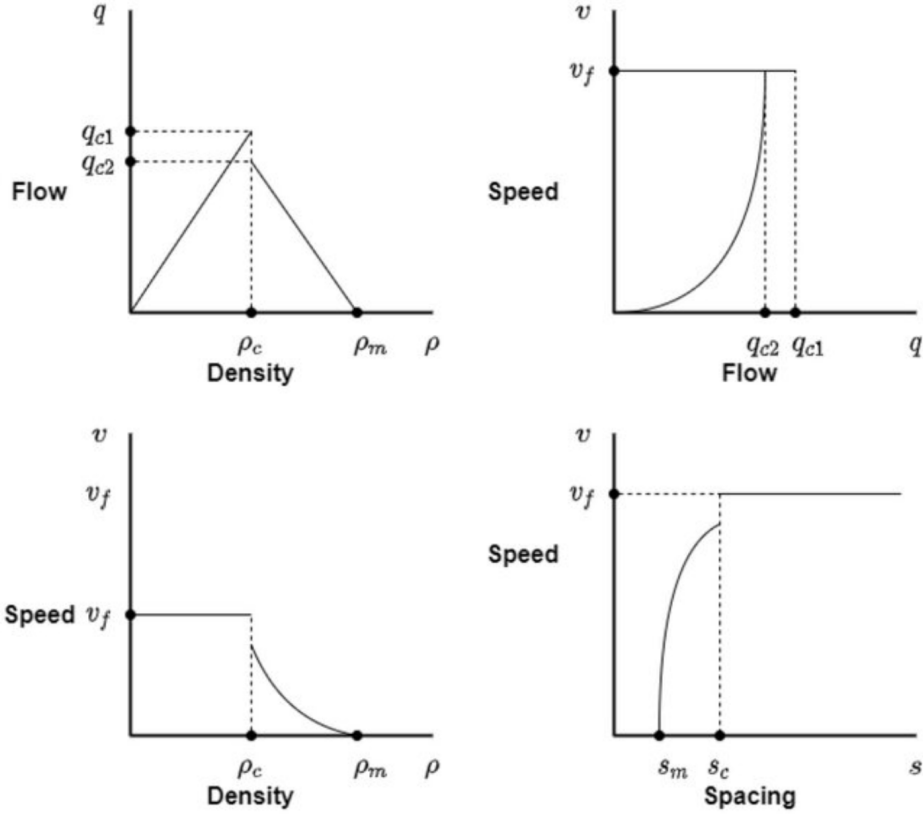 q
q_{c1}
q_{c2}
Flow
ρ_c
ρ_m
ρ
Density
v
v_f
Speed
q_{c2}
q_{c1}
q
Flow
v
v_f
Speed
v_f
ρ_c
ρ_m
ρ
Density
v
v_f
Speed
s_m
s_c
s
Spacing